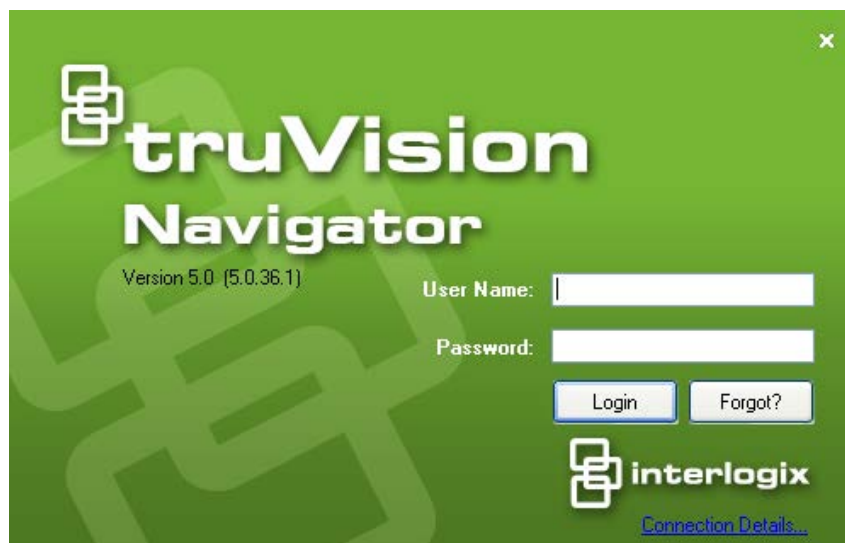 truVision
Navigator
Version 5.0 (5.0.36.1)
User Name:
Password:
Login Forgot?
interlogix
Connection Details...